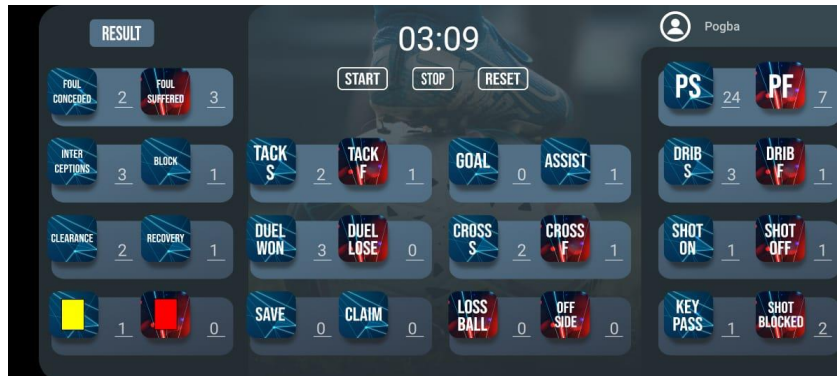 RESULT
03:09
Pogba
START STOP RESET
FOUL CONCEDED 2 FOUL SUFFERED 3
PS 24 PF 7
INTER CEPTIONS 3 BLOCK 1
TACK S 2 TACK F 1
GOAL 0 ASSIST 1
DRIB S 3 DRIB F 1
CLEARANCE 2 RECOVERY 1
DUEL WON 3 DUEL LOSE 0
CROSS S 2 CROSS F 1
SHOT ON 1 SHOT OFF 1
1 0
SAVE 0 CLAIM 0
LOSS BALL 0 OFF SIDE 0
KEY PASS 1 SHOT BLOCKED 2